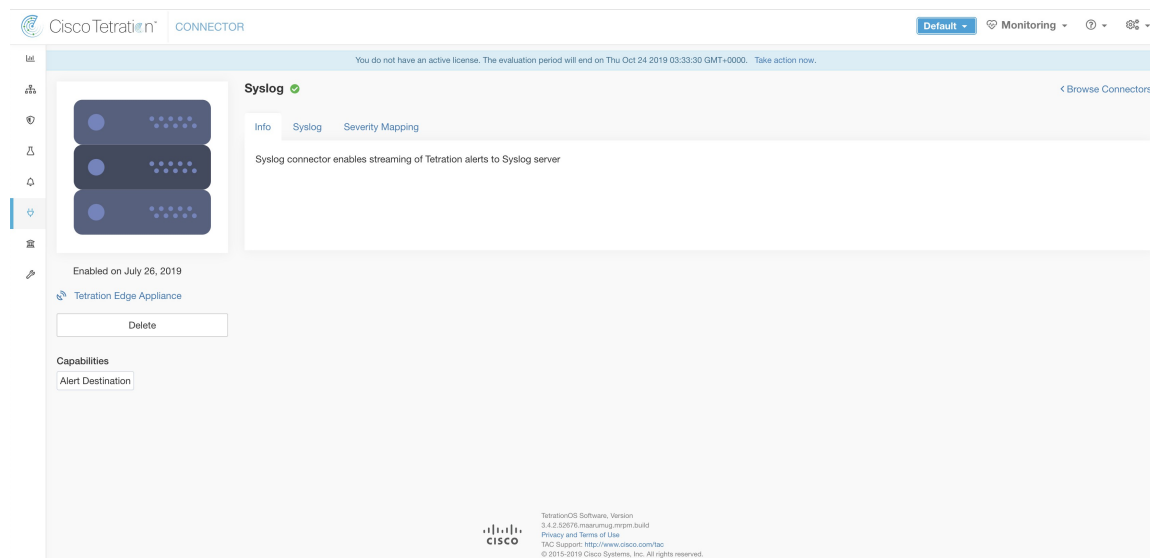 Cisco Tetration™ CONNECTOR
Default Monitoring
You do not have an active license. The evaluation period will end on Thu Oct 24 2019 03:33:30 GMT+0000. Take action now.
Syslog
Browse Connectors
Info Syslog Severity Mapping
Syslog connector enables streaming of Tetration alerts to Syslog server
Enabled on July 26, 2019
Tetration Edge Appliance
Delete
Capabilities
Alert Destination
CISCO
TetrationOS Software, Version
3.4.2.52676.maarumug.mrpm.build
Privacy and Terms of Use
TAC Support: http://www.cisco.com/tac
© 2015-2019 Cisco Systems, Inc. All rights reserved.